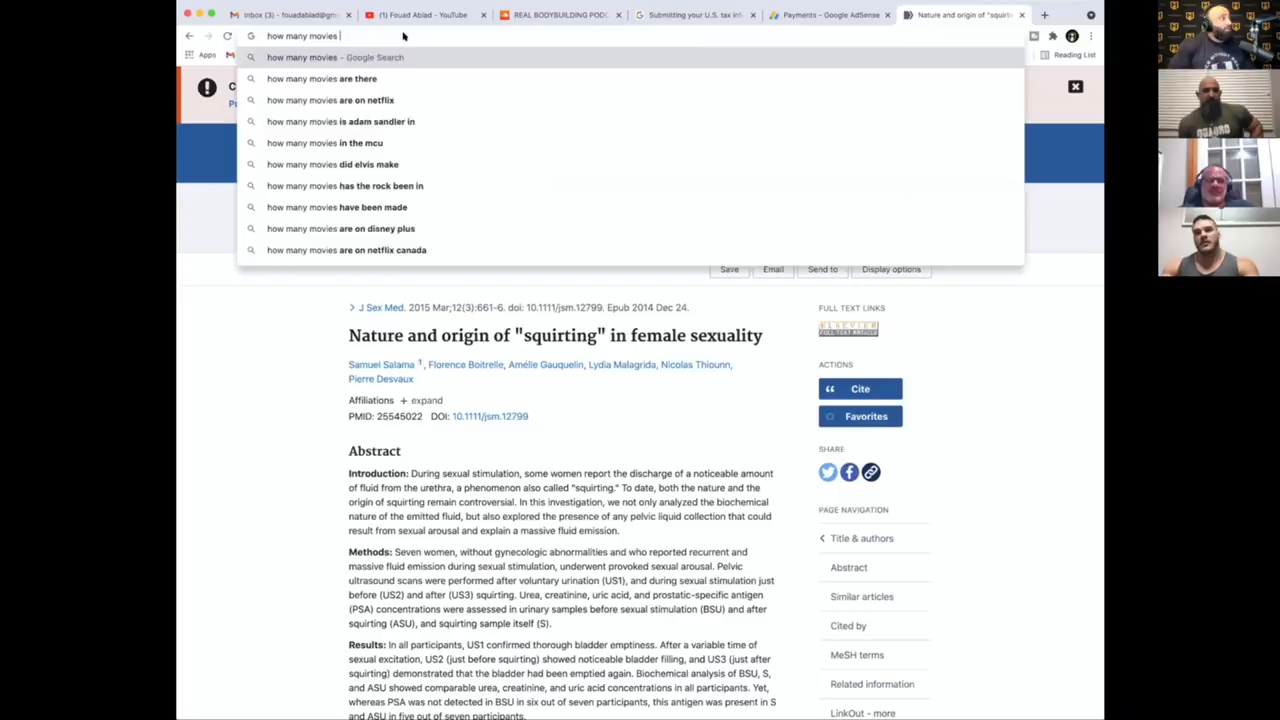 Inbox (3) - fouadabiad@gm
(1) Fouad Abiad - YouTube
REAL BODYBUILDING PODC
Submitting your U.S. tax inf
Payments - Google AdSense
Nature and origin of "squirtin
how many movies
Apps
Reading List
how many movies - Google Search
how many movies are there
how many movies are on netflix
how many movies is adam sandler in
how many movies in the mcu
how many movies did elvis make
how many movies has the rock been in
how many movies have been made
how many movies are on disney plus
how many movies are on netflix canada
Save
Email
Send to
Display options
J Sex Med. 2015 Mar;12(3):661-6. doi: 10.1111/jsm.12799. Epub 2014 Dec 24.
Nature and origin of "squirting" in female sexuality
Samuel Salama 1, Florence Boitrelle, Amélie Gauquelin, Lydia Malagrida, Nicolas Thiounn,
Pierre Desvaux
Affiliations + expand
PMID: 25545022 DOI: 10.1111/jsm.12799
Abstract
Introduction: During sexual stimulation, some women report the discharge of a noticeable amount
of fluid from the urethra, a phenomenon also called "squirting." To date, both the nature and the
origin of squirting remain controversial. In this investigation, we not only analyzed the biochemical
nature of the emitted fluid, but also explored the presence of any pelvic liquid collection that could
result from sexual arousal and explain a massive fluid emission.
Methods: Seven women, without gynecologic abnormalities and who reported recurrent and
massive fluid emission during sexual stimulation, underwent provoked sexual arousal. Pelvic
ultrasound scans were performed after voluntary urination (US1), and during sexual stimulation just
before (US2) and after (US3) squirting. Urea, creatinine, uric acid, and prostatic-specific antigen
(PSA) concentrations were assessed in urinary samples before sexual stimulation (BSU) and after
squirting (ASU), and squirting sample itself (S).
Results: In all participants, US1 confirmed thorough bladder emptiness. After a variable time of
sexual excitation, US2 (just before squirting) showed noticeable bladder filling, and US3 (just after
squirting) demonstrated that the bladder had been emptied again. Biochemical analysis of BSU, S,
and ASU showed comparable urea, creatinine, and uric acid concentrations in all participants. Yet,
whereas PSA was not detected in BSU in six out of seven participants, this antigen was present in S
and ASU in five out of seven participants.
FULL TEXT LINKS
ELSEVIER
FULL-TEXT ARTICLE
ACTIONS
Cite
Favorites
SHARE
PAGE NAVIGATION
Title & authors
Abstract
Similar articles
Cited by
MeSH terms
Related information
LinkOut - more